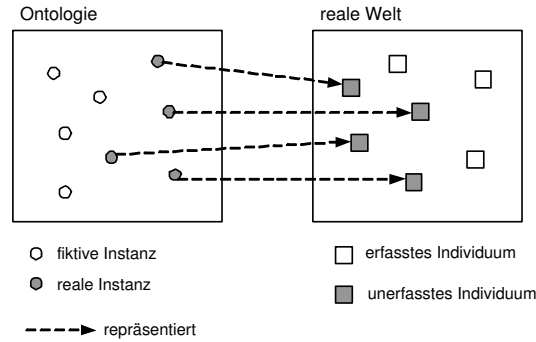 Ontologie
reale Welt
fiktive Instanz
reale Instanz
repräsentiert
erfasstes Individuum
unerfasstes Individuum